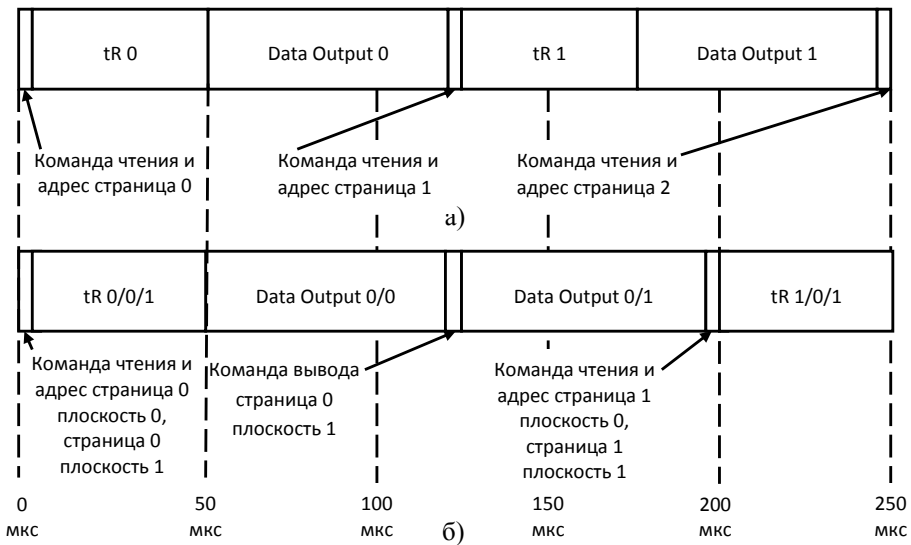 tR 0
Data Output 0
tR 1
Data Output 1
Команда чтения и
адрес страница 0
Команда чтения и
адрес страница 1
Команда чтения и
адрес страница 2
а)
tR 0/0/1
Data Output 0/0
Data Output 0/1
tR 1/0/1
Команда чтения и
адрес страница 0
плоскость 0,
страница 0
плоскость 1
Команда вывода
страница 0
плоскость 1
Команда чтения и
адрес страница 1
плоскость 0,
страница 1
плоскость 1
0
мкс
50
мкс
100
мкс
150
мкс
200
мкс
250
мкс
б)